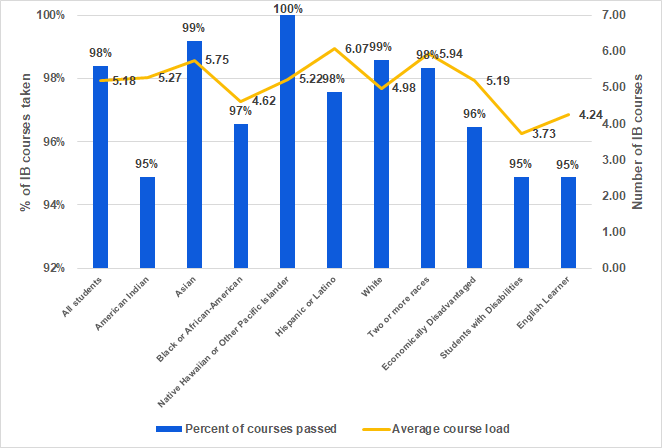 100%
98%
96%
94%
92%
% of IB courses taken
7.00
6.00
5.00
4.00
3.00
2.00
1.00
0.00
Number of IB courses
98%
95%
99%
97%
100%
98%
99%
98%
96%
95%
95%
5.18
5.27
5.75
4.62
5.22
6.07
4.98
5.94
5.19
3.73
4.24
All students
American Indian
Asian
Black or African-American
Native Hawaiian or Other Pacific Islander
Hispanic or Latino
White
Two or more races
Economically Disadvantaged
Students with Disabilities
English Learner
Percent of courses passed
Average course load